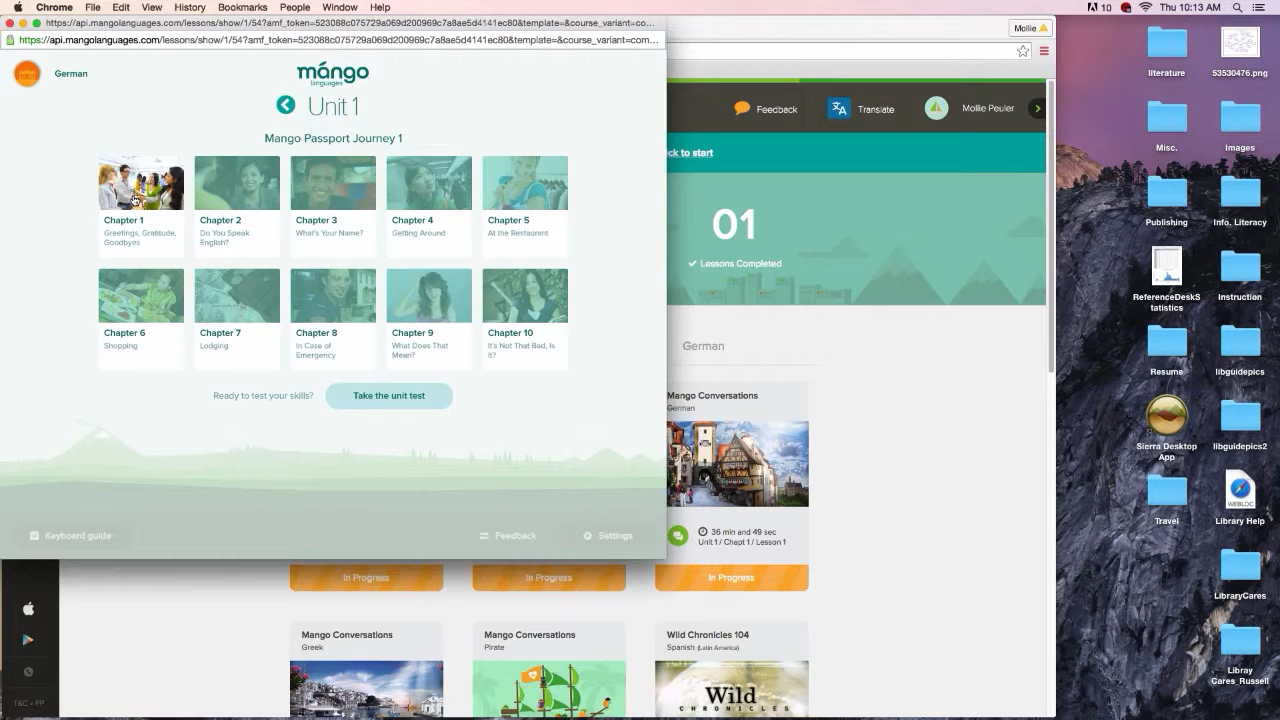 Chrome File Edit View History Bookmarks People Window Help
10
Thu 10:13 AM
https://api.mangolanguages.com/lessons/show/1/54?amf_token=523088c075729a069d200969c7a8ae5d4141ec80&template=&course_variant=com...
https://api.mangolanguages.com/lessons/show/1/54?amf_token=523088c075729a069d200969c7a8ae5d4141ec80&template=&course_variant=com...
Mollie
German
mango
languages
Unit 1
Mango Passport Journey 1
Chapter 1
Greetings, Gratitude,
Goodbyes
Chapter 2
Do You Speak
English?
Chapter 3
What's Your Name?
Chapter 4
Getting Around
Chapter 5
At the Restaurant
Chapter 6
Shopping
Chapter 7
Lodging
Chapter 8
In Case of
Emergency
Chapter 9
What Does That
Mean?
Chapter 10
It's Not That Bad, Is
It?
Ready to test your skills?
Take the unit test
Keyboard guide
Feedback
Settings
Feedback
Translate
Mollie Peuler
ck to start
01
Lessons Completed
German
Mango Conversations
German
36 min and 49 sec
Unit 1 / Chapt 1 / Lesson 1
In Progress
In Progress
In Progress
Mango Conversations
Greek
Mango Conversations
Pirate
Wild Chronicles 104
Spanish (Latin America)
Wild
CHRONICLES
T&C • PP
literature
53530476.png
Misc.
Images
Publishing
Info. Literacy
ReferenceDeskS
tatistics
Instruction
Resume
libguidepics
Sierra Desktop
App
libguidepics2
Travel
WEBLOC
Library Help
LibraryCares
Libray
Cares_Russell